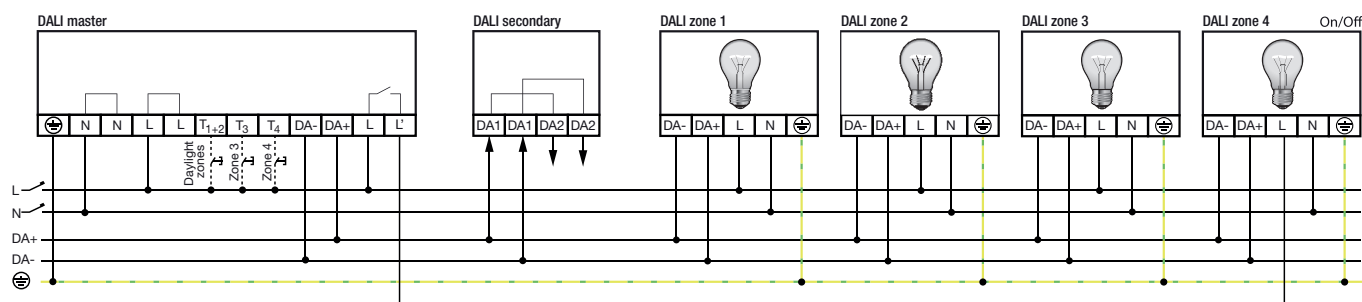 DALI master
DALI secondary
DALI zone 1
DALI zone 2
DALI zone 3
DALI zone 4
On/Off
N N L L T1+2 T3 T4 DA- DA+ L L'
DA1 DA1 DA2 DA2
DA- DA+ L N
DA- DA+ L N
DA- DA+ L N
DA- DA+ L N
Daylight
zones
Zone 3
Zone 4
L
N
DA+
DA-